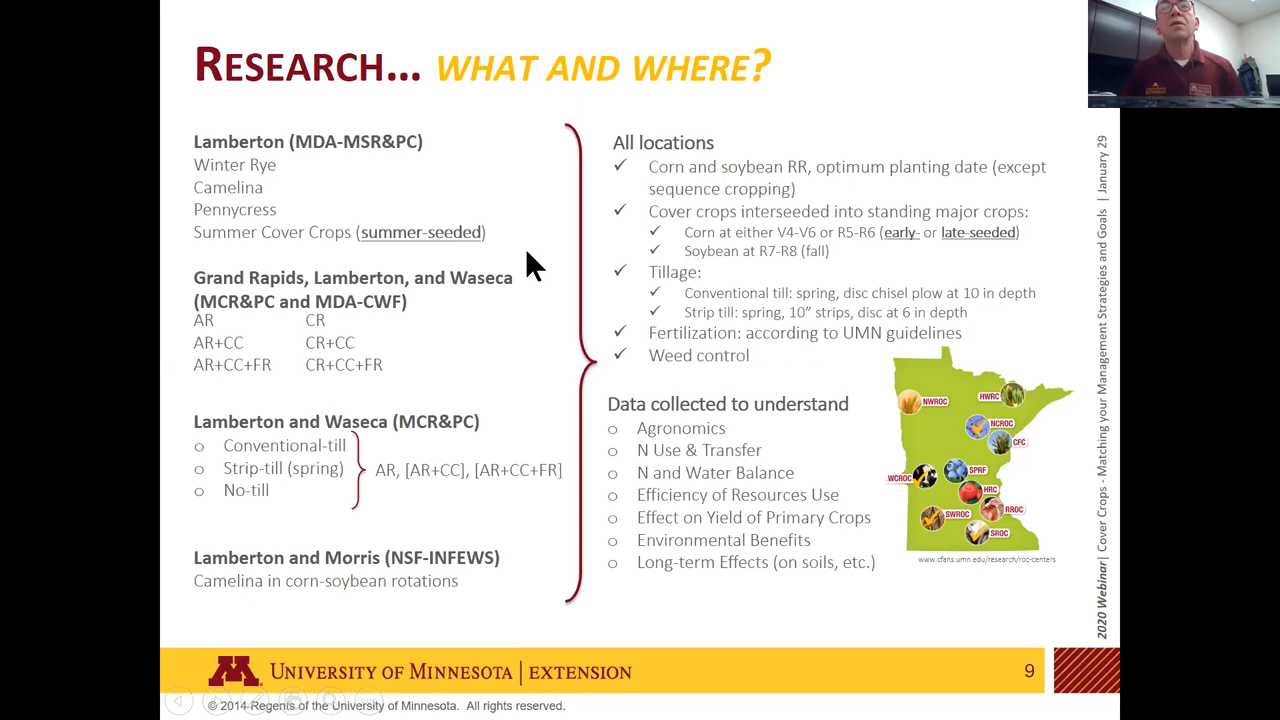 RESEARCH... WHAT AND WHERE?
Lamberton (MDA-MSR&PC)
Winter Rye
Camelina
Pennycress
Summer Cover Crops (summer-seeded)
Grand Rapids, Lamberton, and Waseca
(MCR&PC and MDA-CWF)
AR CR
AR+CC CR+CC
AR+CC+FR CR+CC+FR
Lamberton and Waseca (MCR&PC)
o Conventional-till
o Strip-till (spring)
o No-till
AR, [AR+CC], [AR+CC+FR]
Lamberton and Morris (NSF-INFEWS)
Camelina in corn-soybean rotations
All locations
✓ Corn and soybean RR, optimum planting date (except
sequence cropping)
✓ Cover crops interseeded into standing major crops:
✓ Corn at either V4-V6 or R5-R6 (early- or late-seeded)
✓ Soybean at R7-R8 (fall)
✓ Tillage:
✓ Conventional till: spring, disc chisel plow at 10 in depth
✓ Strip till: spring, 10” strips, disc at 6 in depth
✓ Fertilization: according to UMN guidelines
✓ Weed control
Data collected to understand
o Agronomics
o N Use & Transfer
o N and Water Balance
o Efficiency of Resources Use
o Effect on Yield of Primary Crops
o Environmental Benefits
o Long-term Effects (on soils, etc.)
NWROC
HWRC
NCROC
CFC
WCROC
SPRF
HRC
RROC
SWROC
SROC
www.cfans.umn.edu/research/roc-centers
2020 Webinar | Cover Crops - Matching your Management Strategies and Goals | January 29
M UNIVERSITY OF MINNESOTA | EXTENSION
9
© 2014 Regents of the University of Minnesota. All rights reserved.